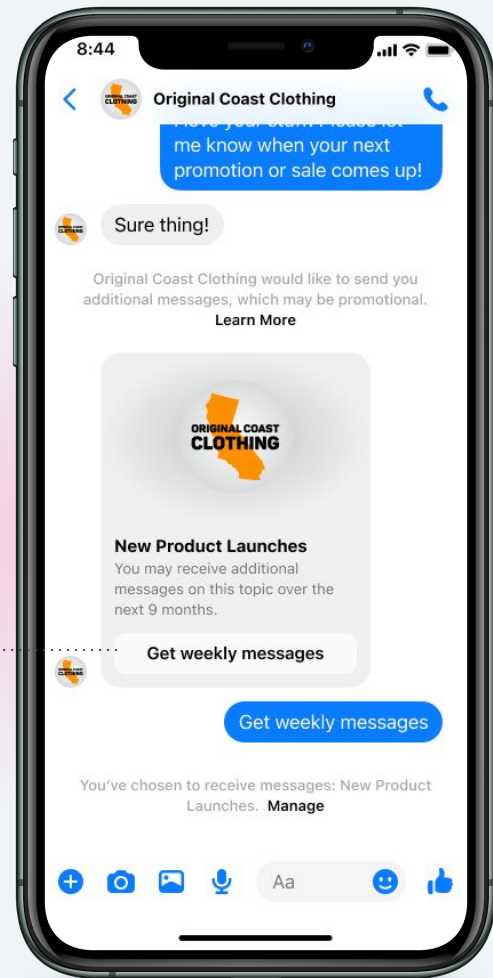 8:44
ORIGINAL COAST
CLOTHING
Original Coast Clothing
me know when your next
promotion or sale comes up!
Sure thing!
Original Coast Clothing would like to send you
additional messages, which may be promotional.
Learn More
ORIGINAL COAST
CLOTHING
New Product Launches
You may receive additional
messages on this topic over the
next 9 months.
Get weekly messages
Get weekly messages
You’ve chosen to receive messages: New Product
Launches. Manage
Aa